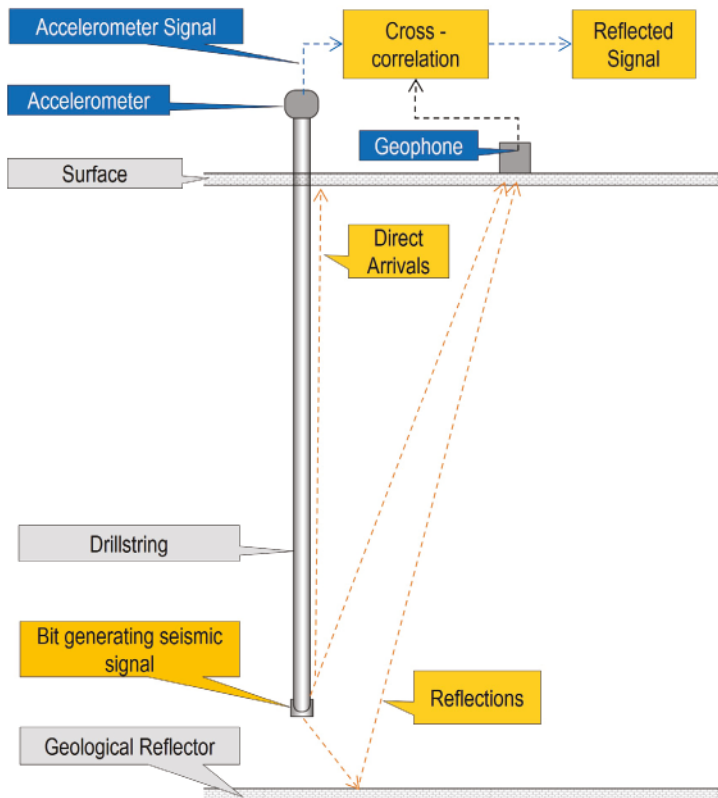 Accelerometer Signal
Cross -
correlation
Reflected
Signal
Accelerometer
Geophone
Surface
Direct
Arrivals
Drillstring
Bit generating seismic
signal
Reflections
Geological Reflector